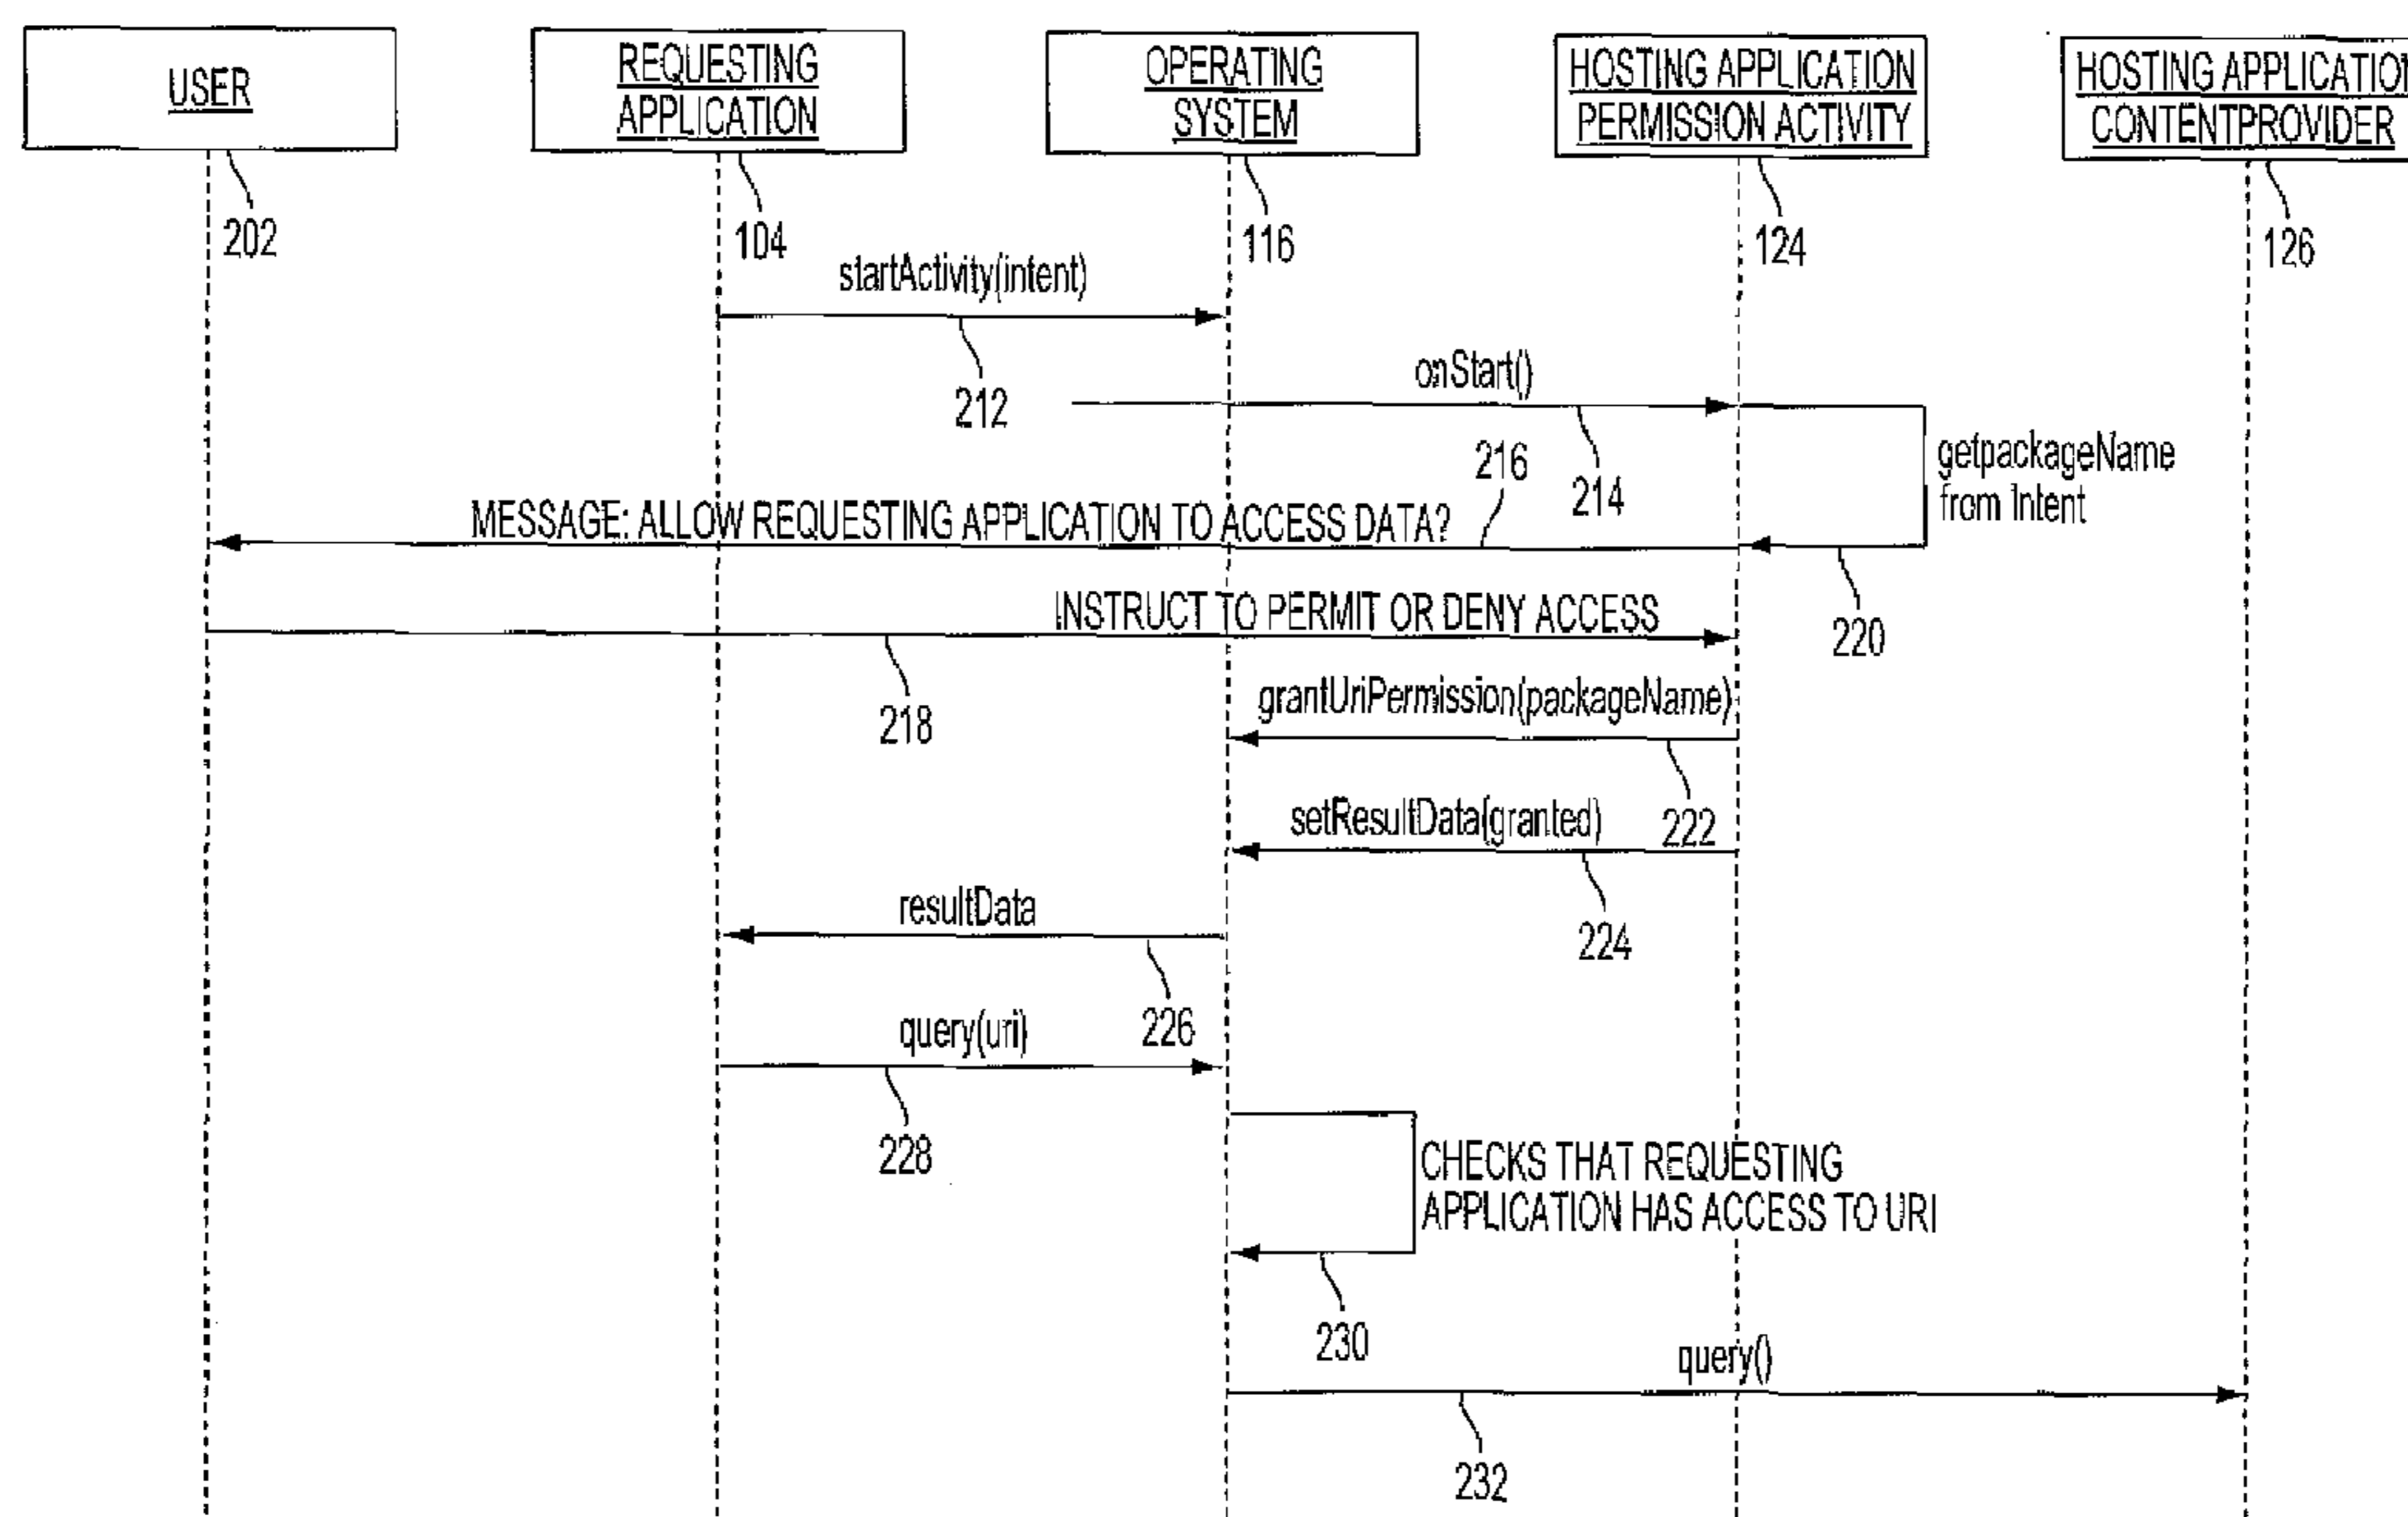 USER
REQUESTING
APPLICATION
OPERATING
SYSTEM
HOSTING APPLICATION
PERMISSION ACTIVITY
HOSTING APPLICATION
CONTENTPROVIDER
202
104
116
124
126
startActivity(intent)
212
onStart()
214
getpackageName
from Intent
216
MESSAGE: ALLOW REQUESTING APPLICATION TO ACCESS DATA?
220
INSTRUCT TO PERMIT OR DENY ACCESS
218
grantUriPermission(packageName)
222
setResultData(granted)
224
resultData
226
query(uri)
228
CHECKS THAT REQUESTING
APPLICATION HAS ACCESS TO URI
230
query()
232